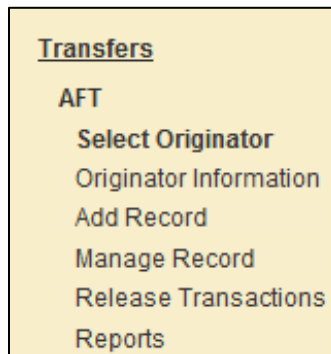 Transfers
AFT
Select Originator
Originator Information
Add Record
Manage Record
Release Transactions
Reports